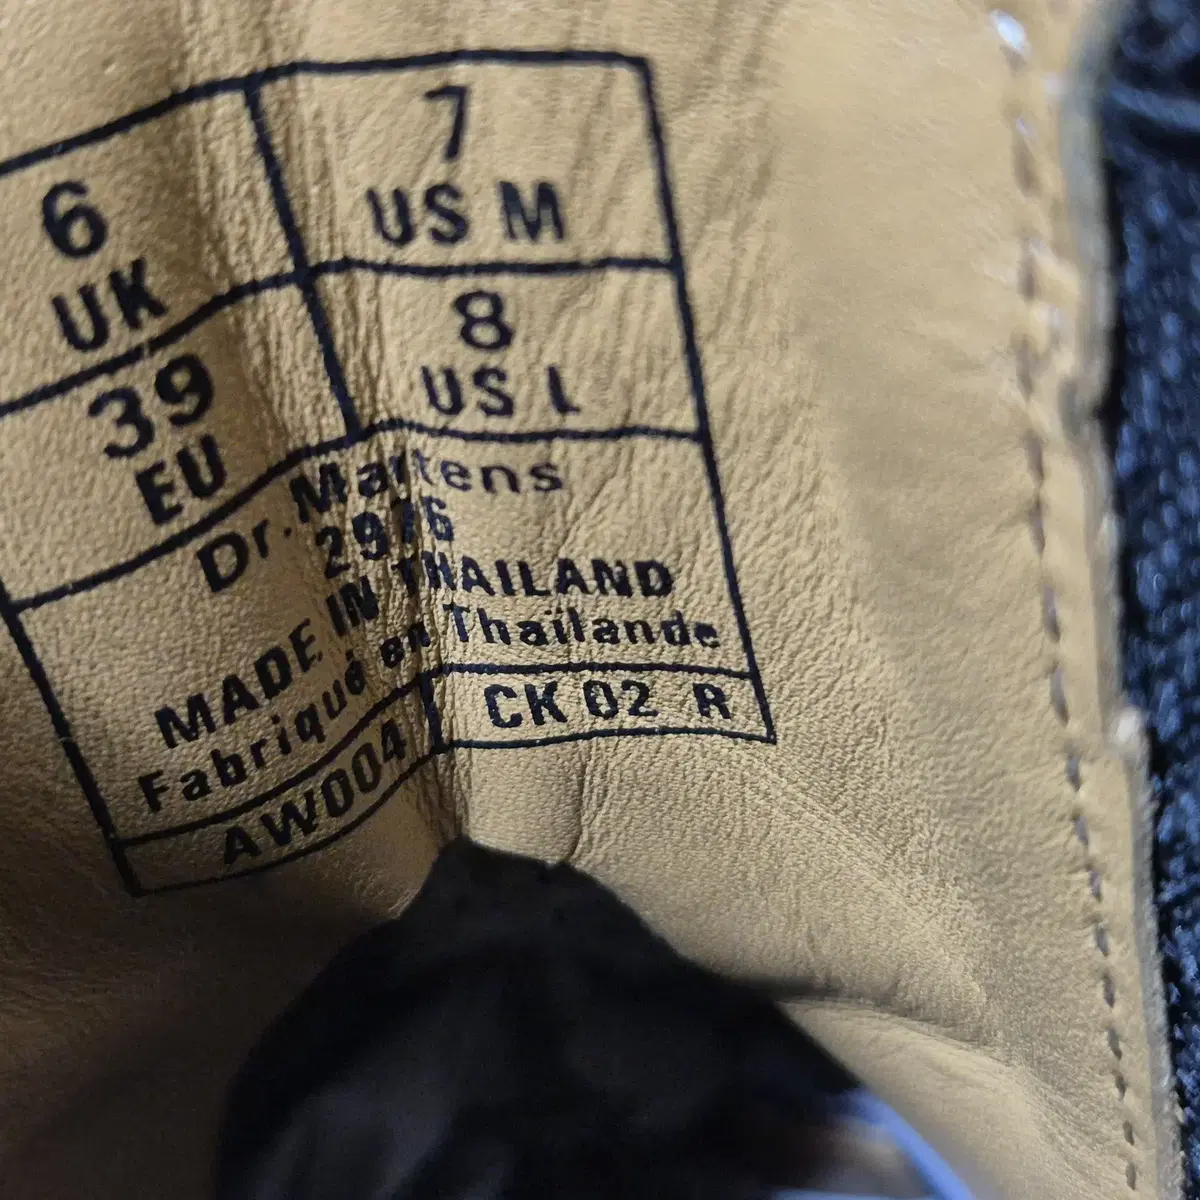 6
UK
7
US M
39
EU
8
US L
Dr. Martens
2976
MADE IN THAILAND
Fabriqué en Thaïlande
AW004
CK 02 R